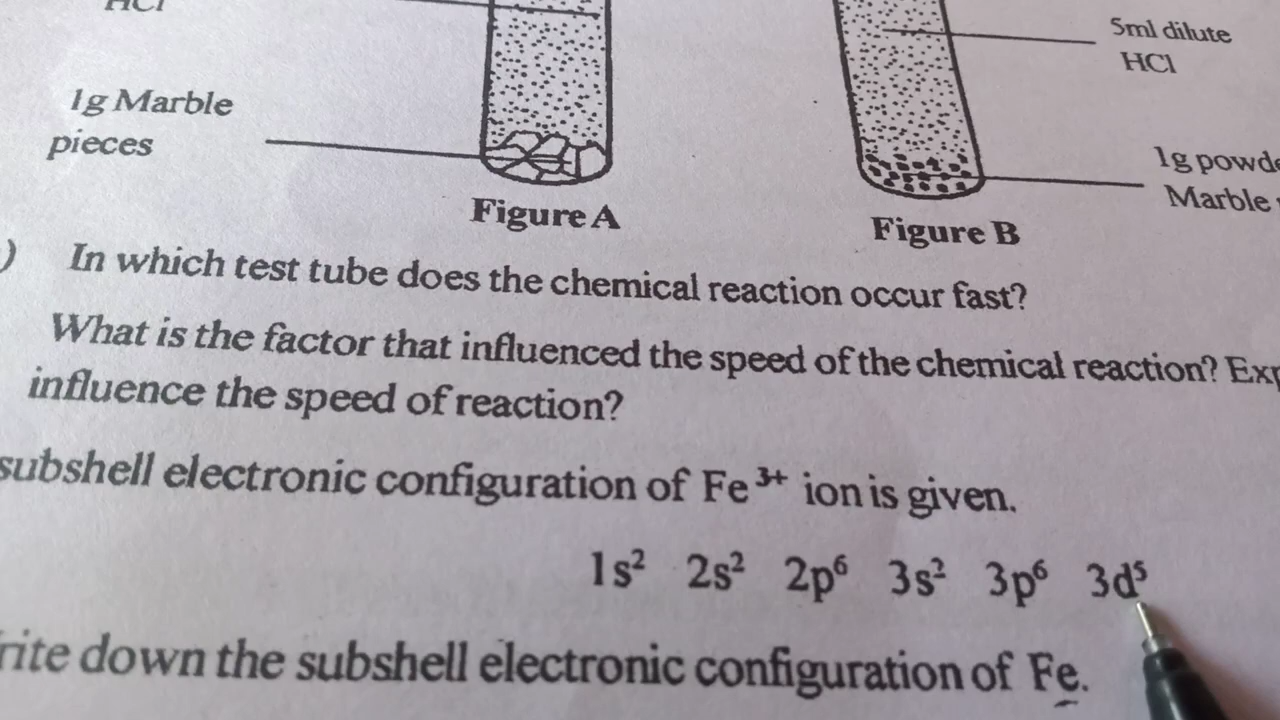 HCl
5ml dilute
HCl
1g Marble
pieces
1g
Marble
Figure A
Figure B
) In which test tube does the chemical reaction occur fast?
What is the factor that influenced the speed of the chemical reaction?
influence the speed of reaction?
subshell electronic configuration of Fe³⁺ ion is given.
1s² 2s² 2p⁶ 3s² 3p⁶ 3d⁵
down the subshell electronic configuration of Fe.